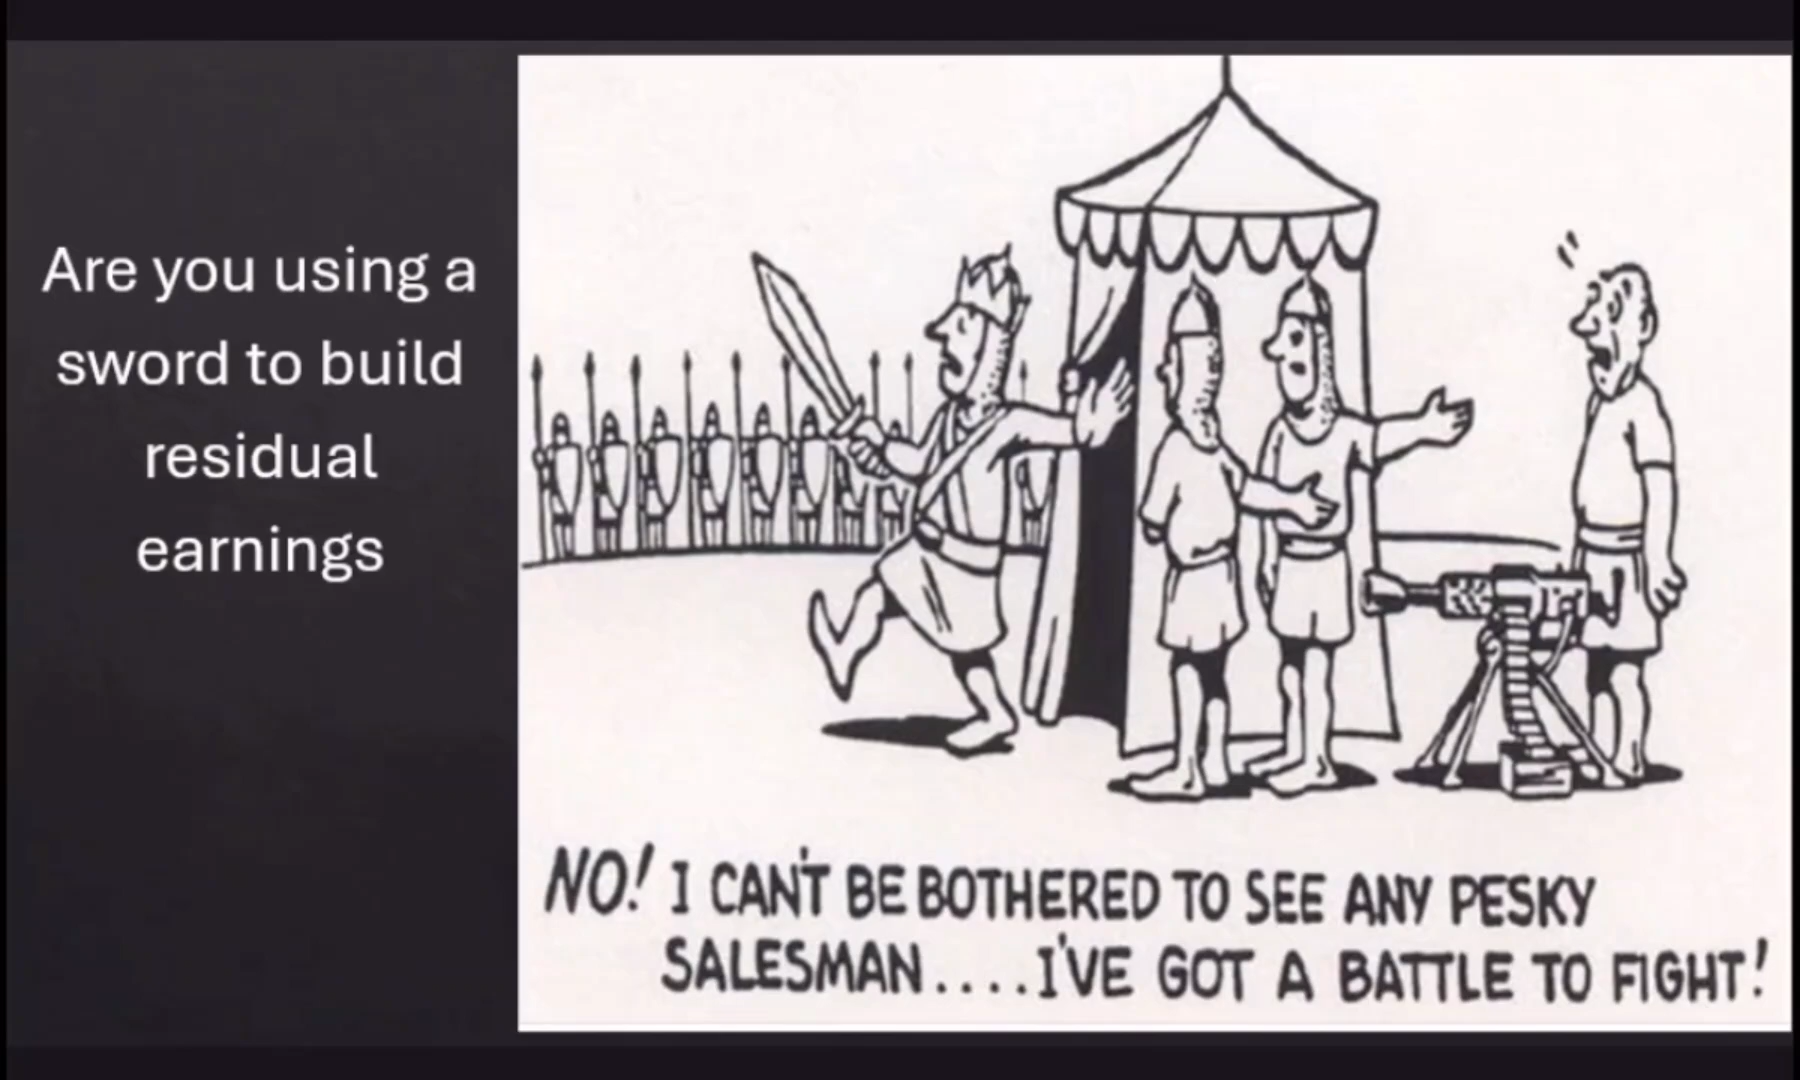 Are you using a
sword to build
residual
earnings
NO! I CAN'T BE BOTHERED TO SEE ANY PESKY
SALESMAN....I'VE GOT A BATTLE TO FIGHT!